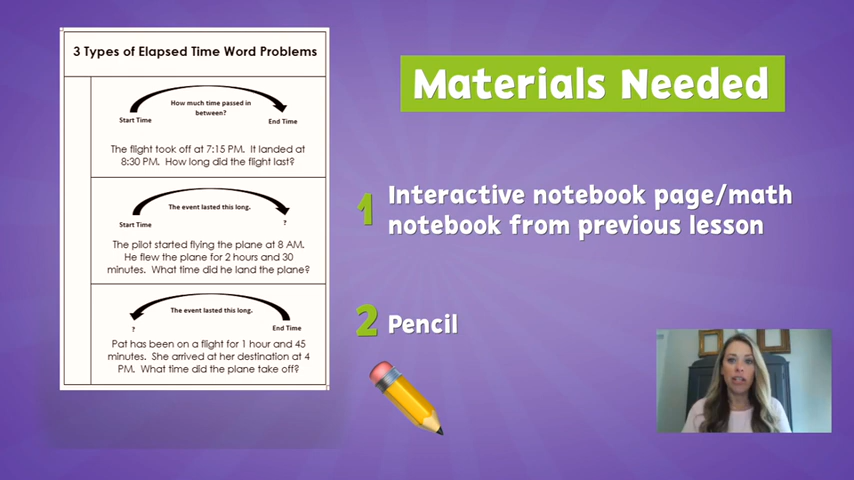 3 Types of Elapsed Time Word Problems
How much time passed in
between?
Start Time
End Time
The flight took off at 7:15 PM. It landed at
8:30 PM. How long did the flight last?
The event lasted this long.
Start Time
?
The pilot started flying the plane at 8 AM.
He flew the plane for 2 hours and 30
minutes. What time did he land the plane?
The event lasted this long.
?
End Time
Pat has been on a flight for 1 hour and 45
minutes. She arrived at her destination at 4
PM. What time did the plane take off?
Materials Needed
1 Interactive notebook page/math
notebook from previous lesson
2 Pencil